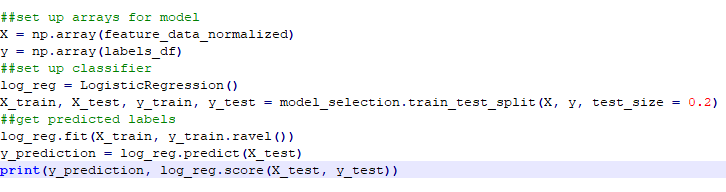 ##set up arrays for model
X = np.array(feature_data_normalized)
y = np.array(labels_df)
##set up classifier
log_reg = LogisticRegression()
X_train, X_test, y_train, y_test = model_selection.train_test_split(X, y, test_size = 0.2)
##get predicted labels
log_reg.fit(X_train, y_train.ravel())
y_prediction = log_reg.predict(X_test)
print(y_prediction, log_reg.score(X_test, y_test))